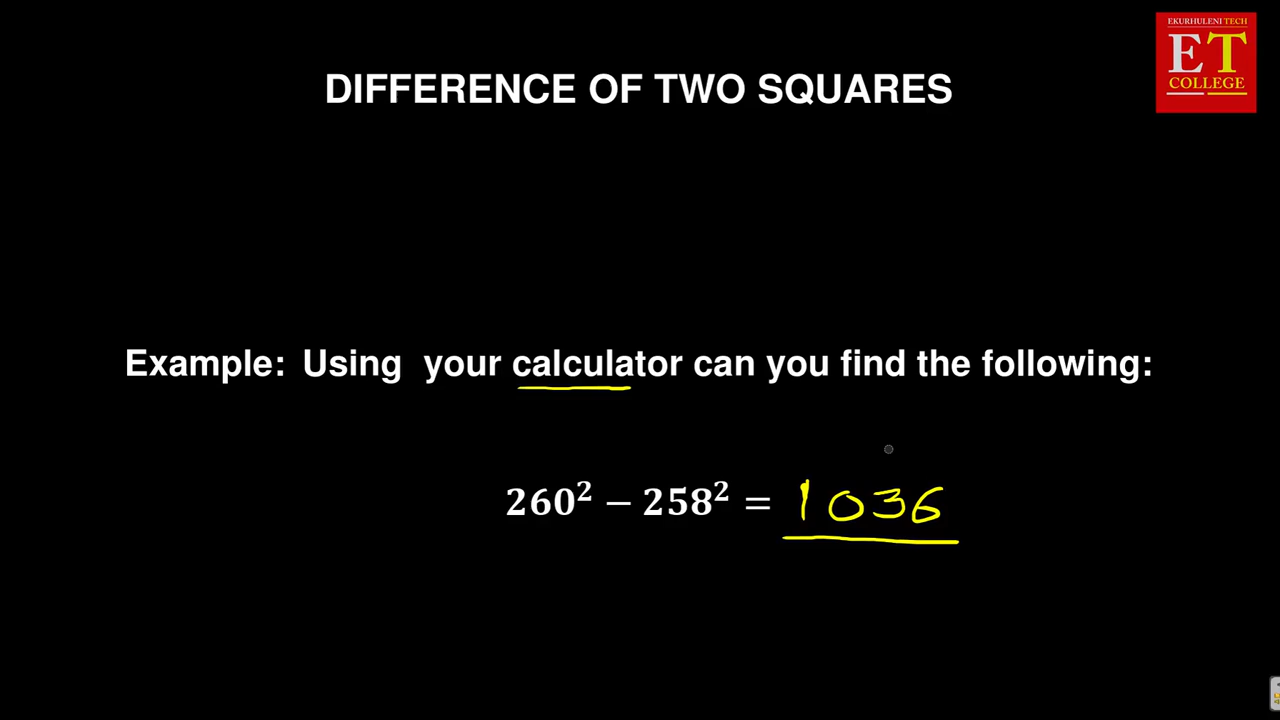 EKURHULENI TECH
ET
COLLEGE
DIFFERENCE OF TWO SQUARES
Example: Using your calculator can you find the following:
260² − 258² = 1036